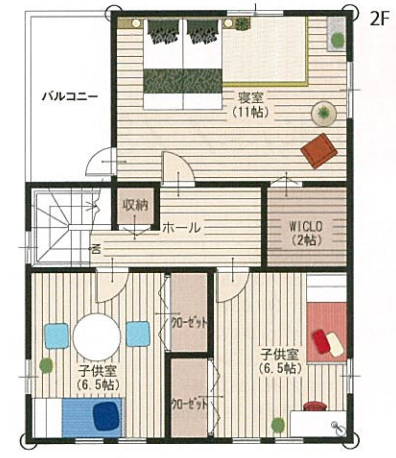 2F
バルコニー
寝室
(11帖)
収納
ホール
WICLO
(2帖)
DN
クローゼット
子供室
(6.5帖)
子供室
(6.5帖)
クローゼット